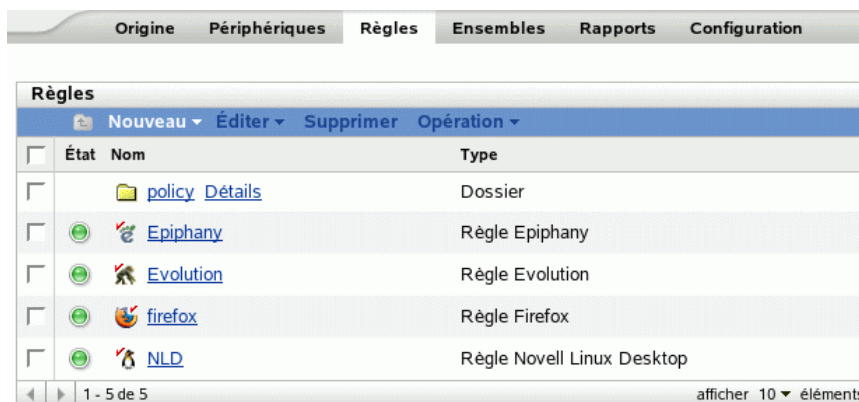 Origine Périphériques Règles Ensembles Rapports Configuration
Règles
Nouveau Éditer Supprimer Opération
État Nom Type
policy Détails Dossier
Epiphany Règle Epiphany
Evolution Règle Evolution
firefox Règle Firefox
NLD Règle Novell Linux Desktop
1 - 5 de 5 afficher 10 éléments